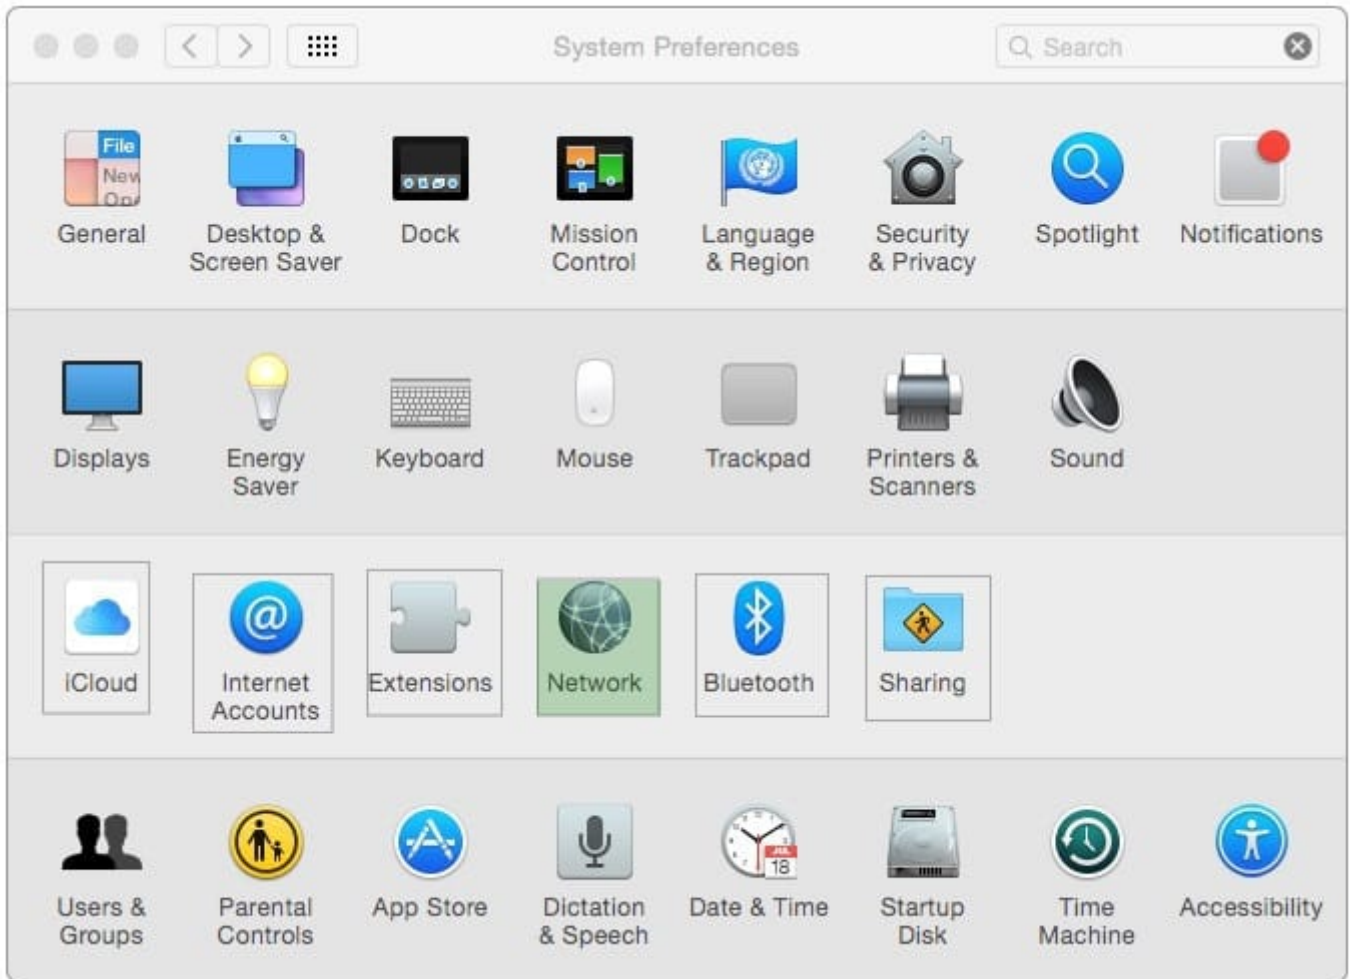 System Preferences
Search
File
New
General
Desktop &
Screen Saver
Dock
Mission
Control
Language
& Region
Security
& Privacy
Spotlight
Notifications
Displays
Energy
Saver
Keyboard
Mouse
Trackpad
Printers &
Scanners
Sound
@
iCloud
Internet
Accounts
Extensions
Network
Bluetooth
Sharing
JUL
18
Users &
Groups
Parental
Controls
App Store
Dictation
& Speech
Date & Time
Startup
Disk
Time
Machine
Accessibility